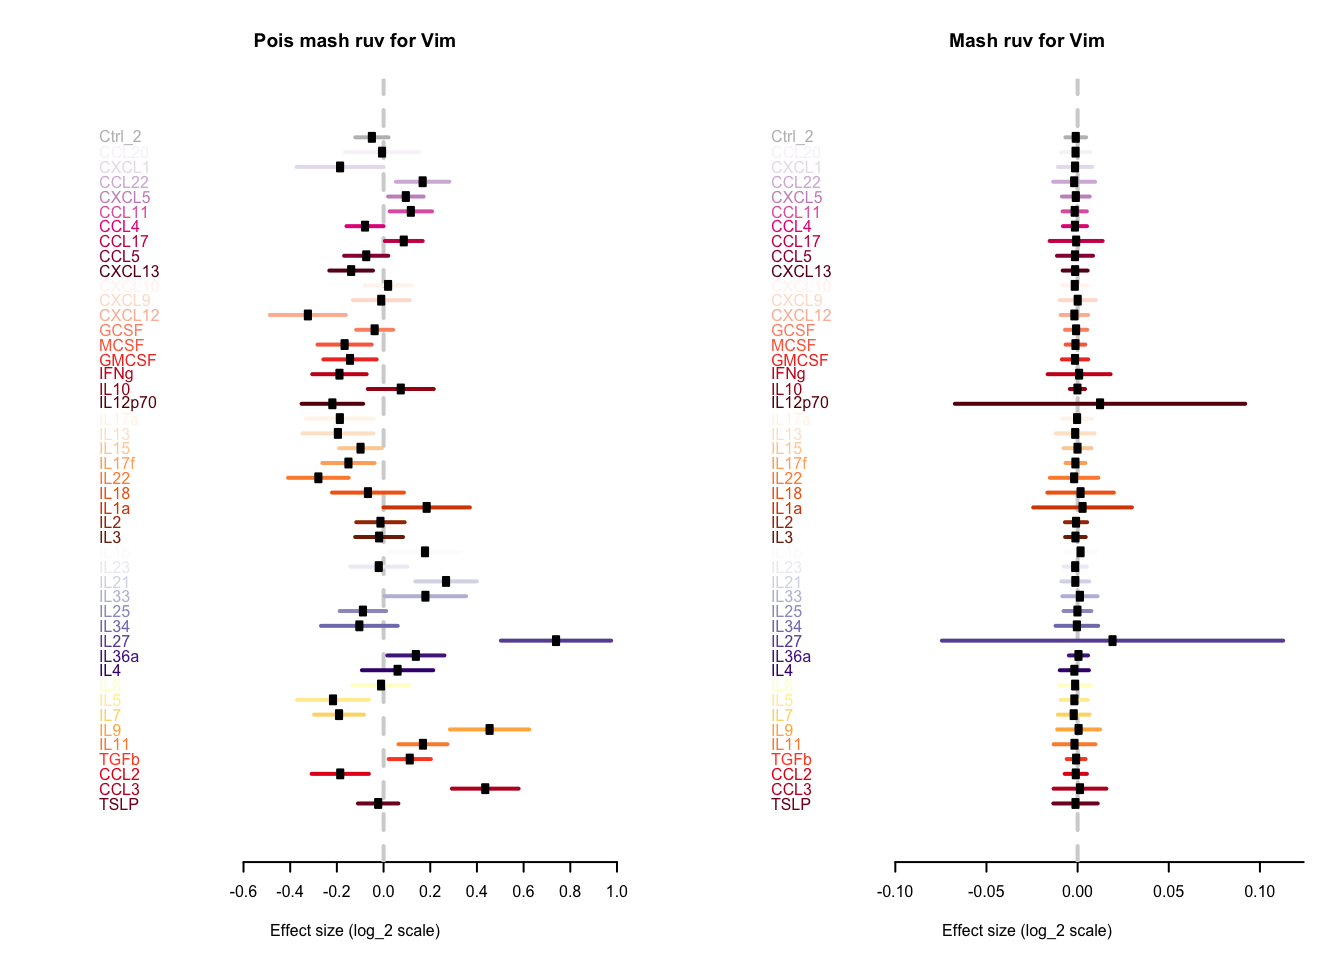 Pois mash ruv for Vim
Ctrl_2
CCL20
CXCL1
CCL22
CXCL5
CCL11
CCL4
CCL17
CCL5
CXCL13
CXCL10
CXCL9
CXCL12
GCSF
MCSF
GMCSF
IFNg
IL10
IL12p70
IL17a
IL13
IL15
IL17f
IL22
IL18
IL1a
IL2
IL3
IL23
IL21
IL33
IL25
IL34
IL27
IL36a
IL4
IL5
IL7
IL9
IL11
TGFb
CCL2
CCL3
TSLP
-0.6 -0.4 -0.2 0.0 0.2 0.4 0.6 0.8 1.0
Effect size (log_2 scale)
Mash ruv for Vim
Ctrl_2
CCL20
CXCL1
CCL22
CXCL5
CCL11
CCL4
CCL17
CCL5
CXCL13
CXCL10
CXCL9
CXCL12
GCSF
MCSF
GMCSF
IFNg
IL10
IL12p70
IL17a
IL13
IL15
IL17f
IL22
IL18
IL1a
IL2
IL3
IL23
IL21
IL33
IL25
IL34
IL27
IL36a
IL4
IL5
IL7
IL9
IL11
TGFb
CCL2
CCL3
TSLP
-0.10 -0.05 0.00 0.05 0.10
Effect size (log_2 scale)